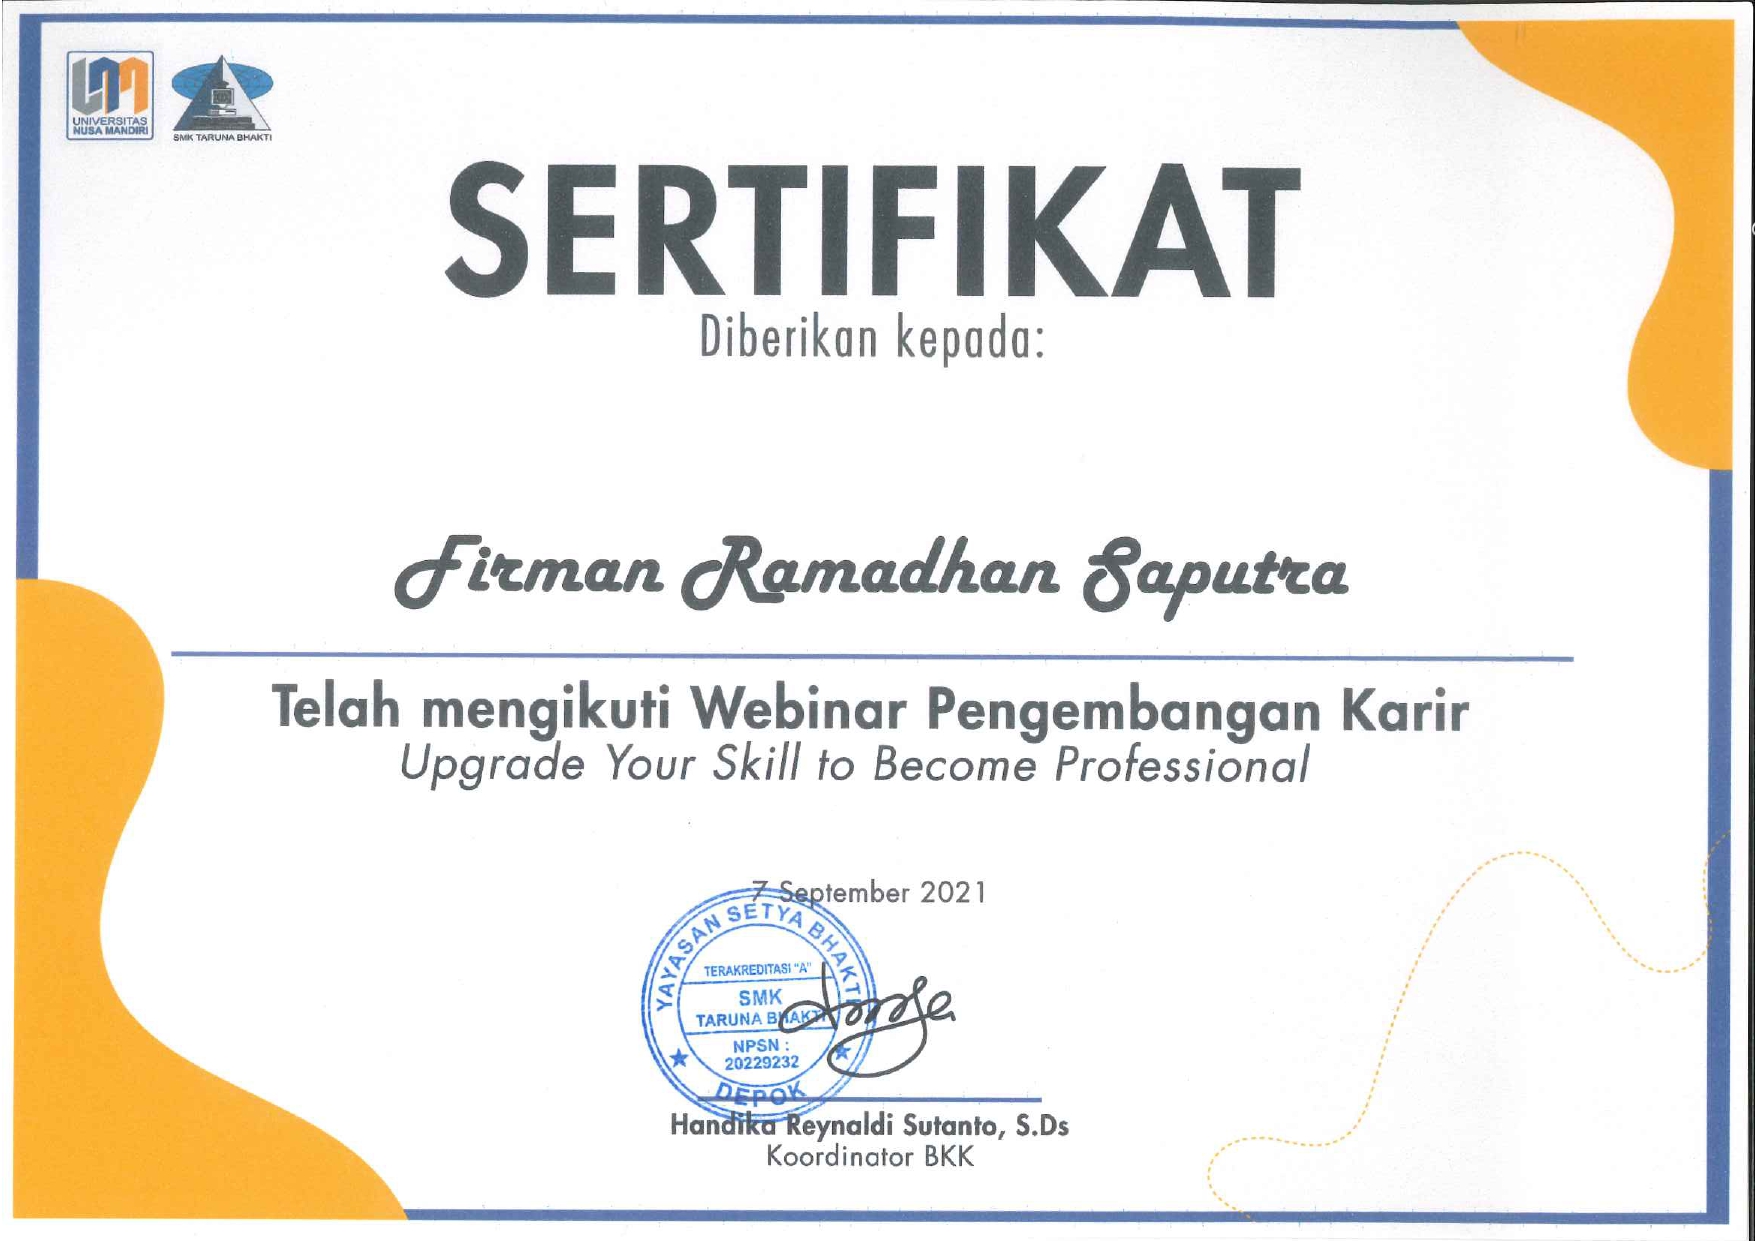 UNIVERSITAS
NUSA MANDIRI
SMK TARUNA BHAKTI
SERTIFIKAT
Diberikan kepada:
Firman Ramadhan Saputra
Telah mengikuti Webinar Pengembangan Karir
Upgrade Your Skill to Become Professional
7 September 2021
YAYASAN SETYA BHAKTI
TERAKREDITASI "A"
SMK
TARUNA BHAKTI
NPSN :
20229232
DEPOK
Handika Reynaldi Sutanto, S.Ds
Koordinator BKK